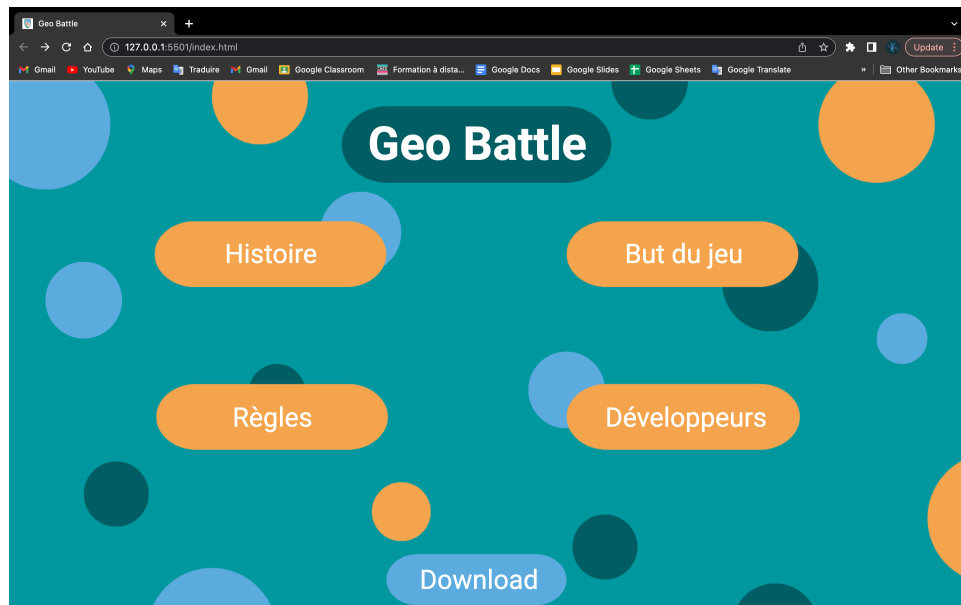 Geo Battle
127.0.0.1:5501/index.html
Update
Gmail YouTube Maps Traduire Gmail Google Classroom Formation à dista... Google Docs Google Slides Google Sheets Google Translate » Other Bookmarks
Geo Battle
Histoire But du jeu
Règles Développeurs
Download